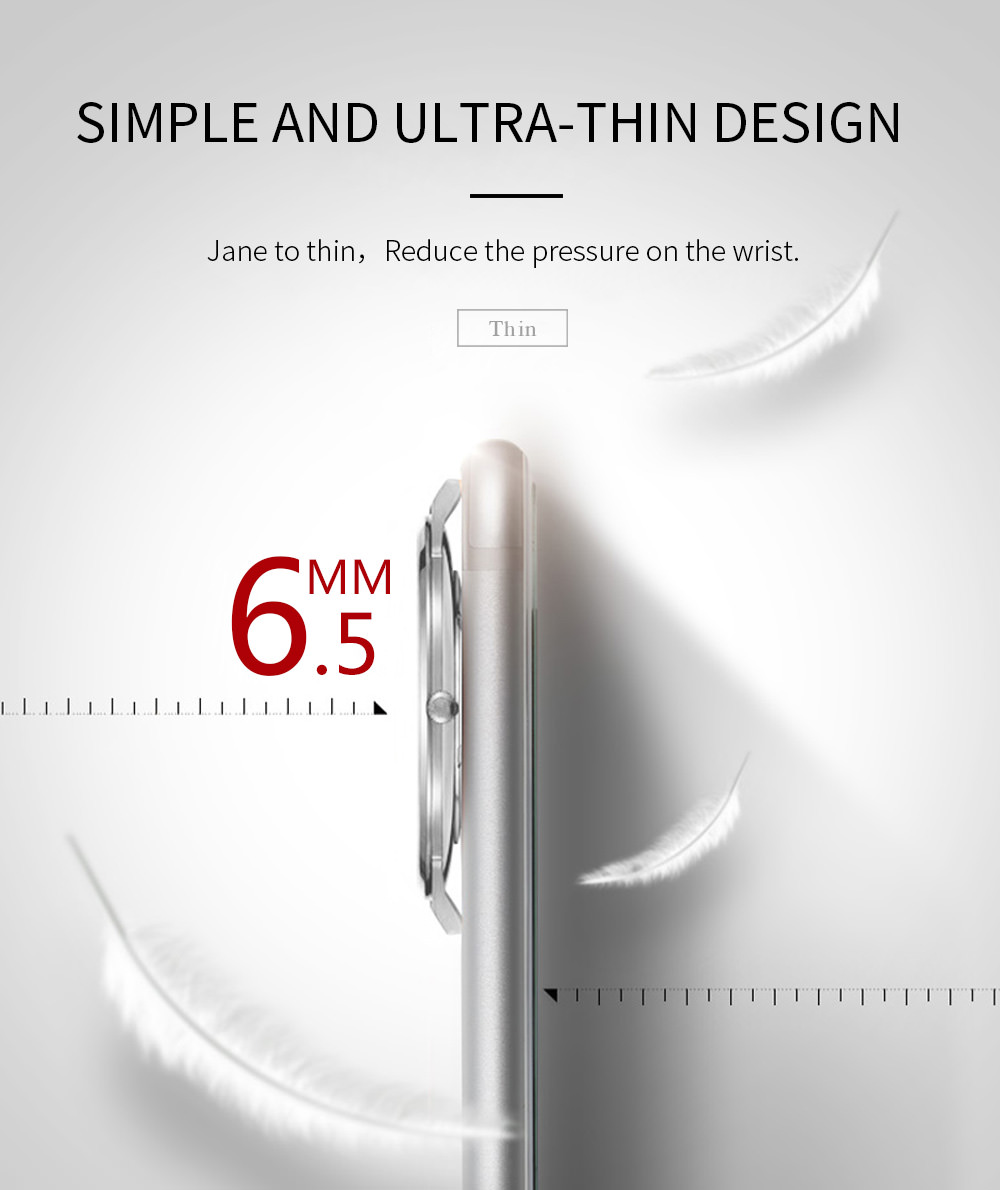 SIMPLE AND ULTRA-THIN DESIGN
Jane to thin，Reduce the pressure on the wrist.
Thin
6MM
.5